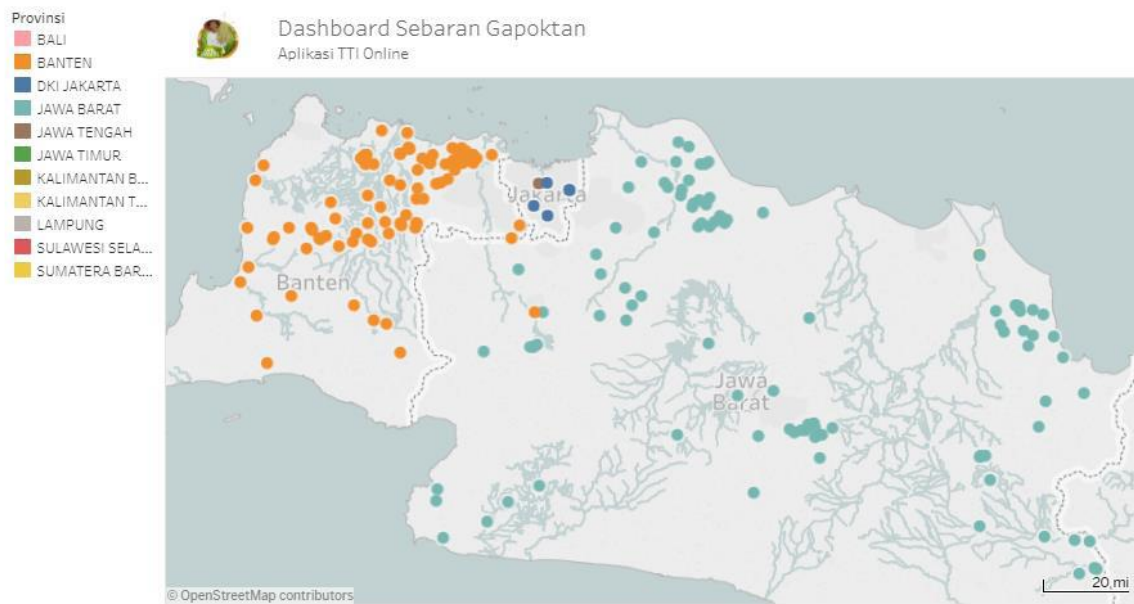 Provinsi
BALI
BANTEN
DKI JAKARTA
JAWA BARAT
JAWA TENGAH
JAWA TIMUR
KALIMANTAN B...
KALIMANTAN T...
LAMPUNG
SULAWESI SELA...
SUMATERA BAR...
Dashboard Sebaran Gapoktan
Aplikasi TTI Online
Jakarta
Banten
Jawa
Barat
20 mi
© OpenStreetMap contributors